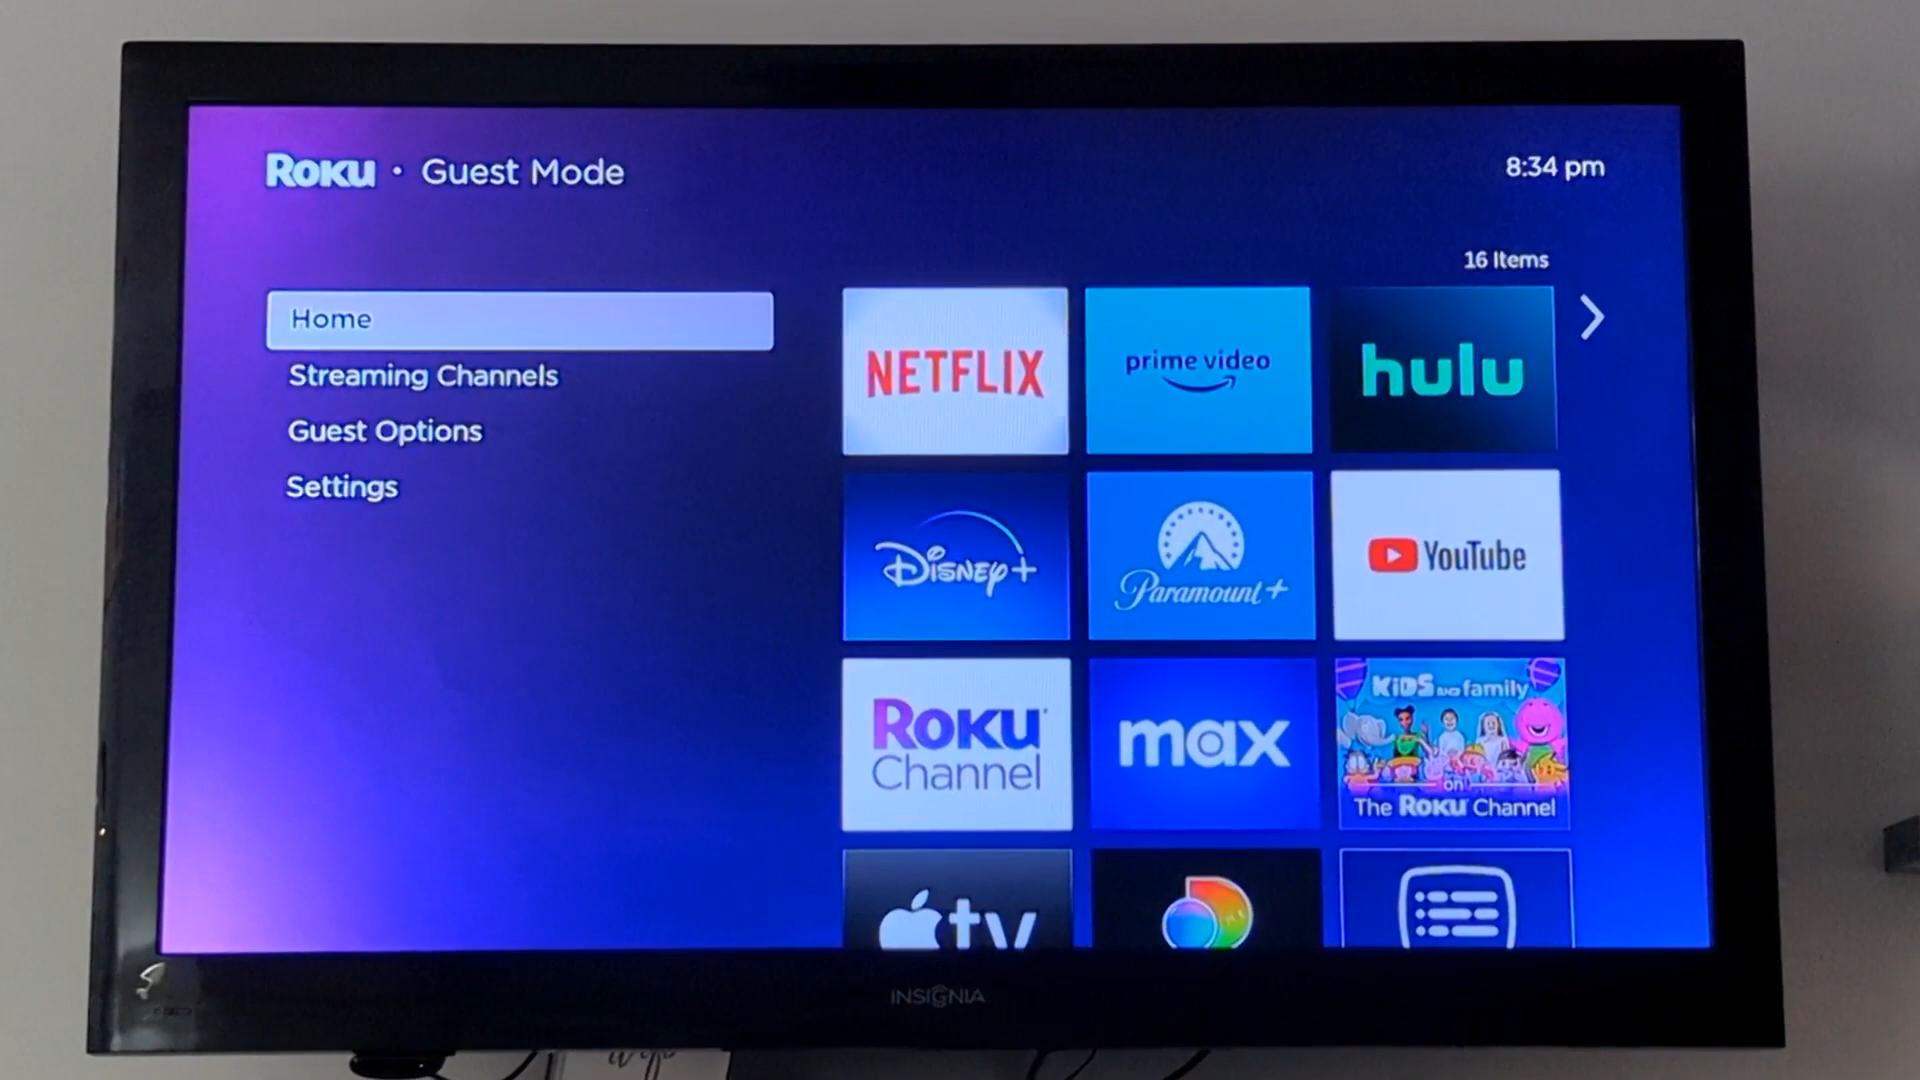 Roku • Guest Mode
8:34 pm
16 Items
Home
Streaming Channels
Guest Options
Settings
NETFLIX
prime video
hulu
Disney+
Paramount+
YouTube
Roku Channel
max
KiDS AND family
on
The Roku Channel
tv
INSIGNIA
wifi